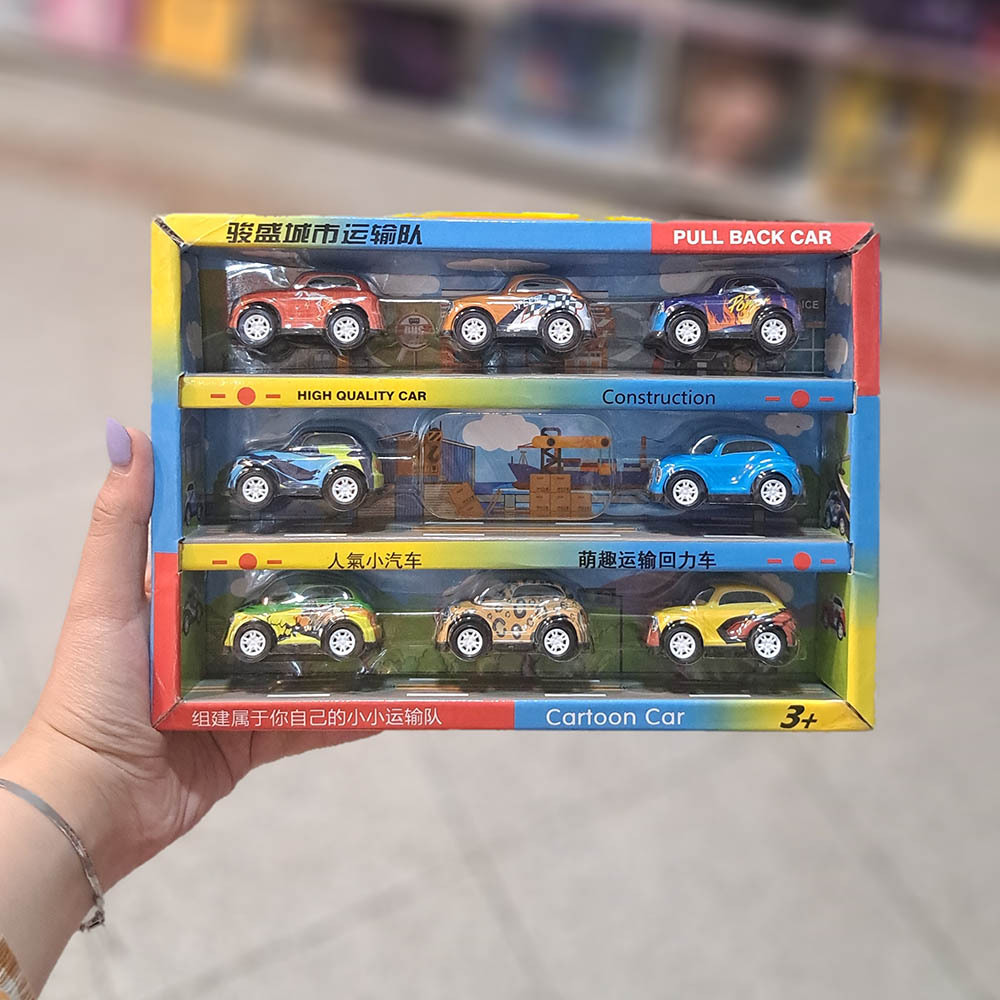 骏盛城市运输队
PULL BACK CAR
BUS
ICE
HIGH QUALITY CAR
Construction
人氣小汽车
萌趣运输回力车
组建属于你自己的小小运输队
Cartoon Car
3+